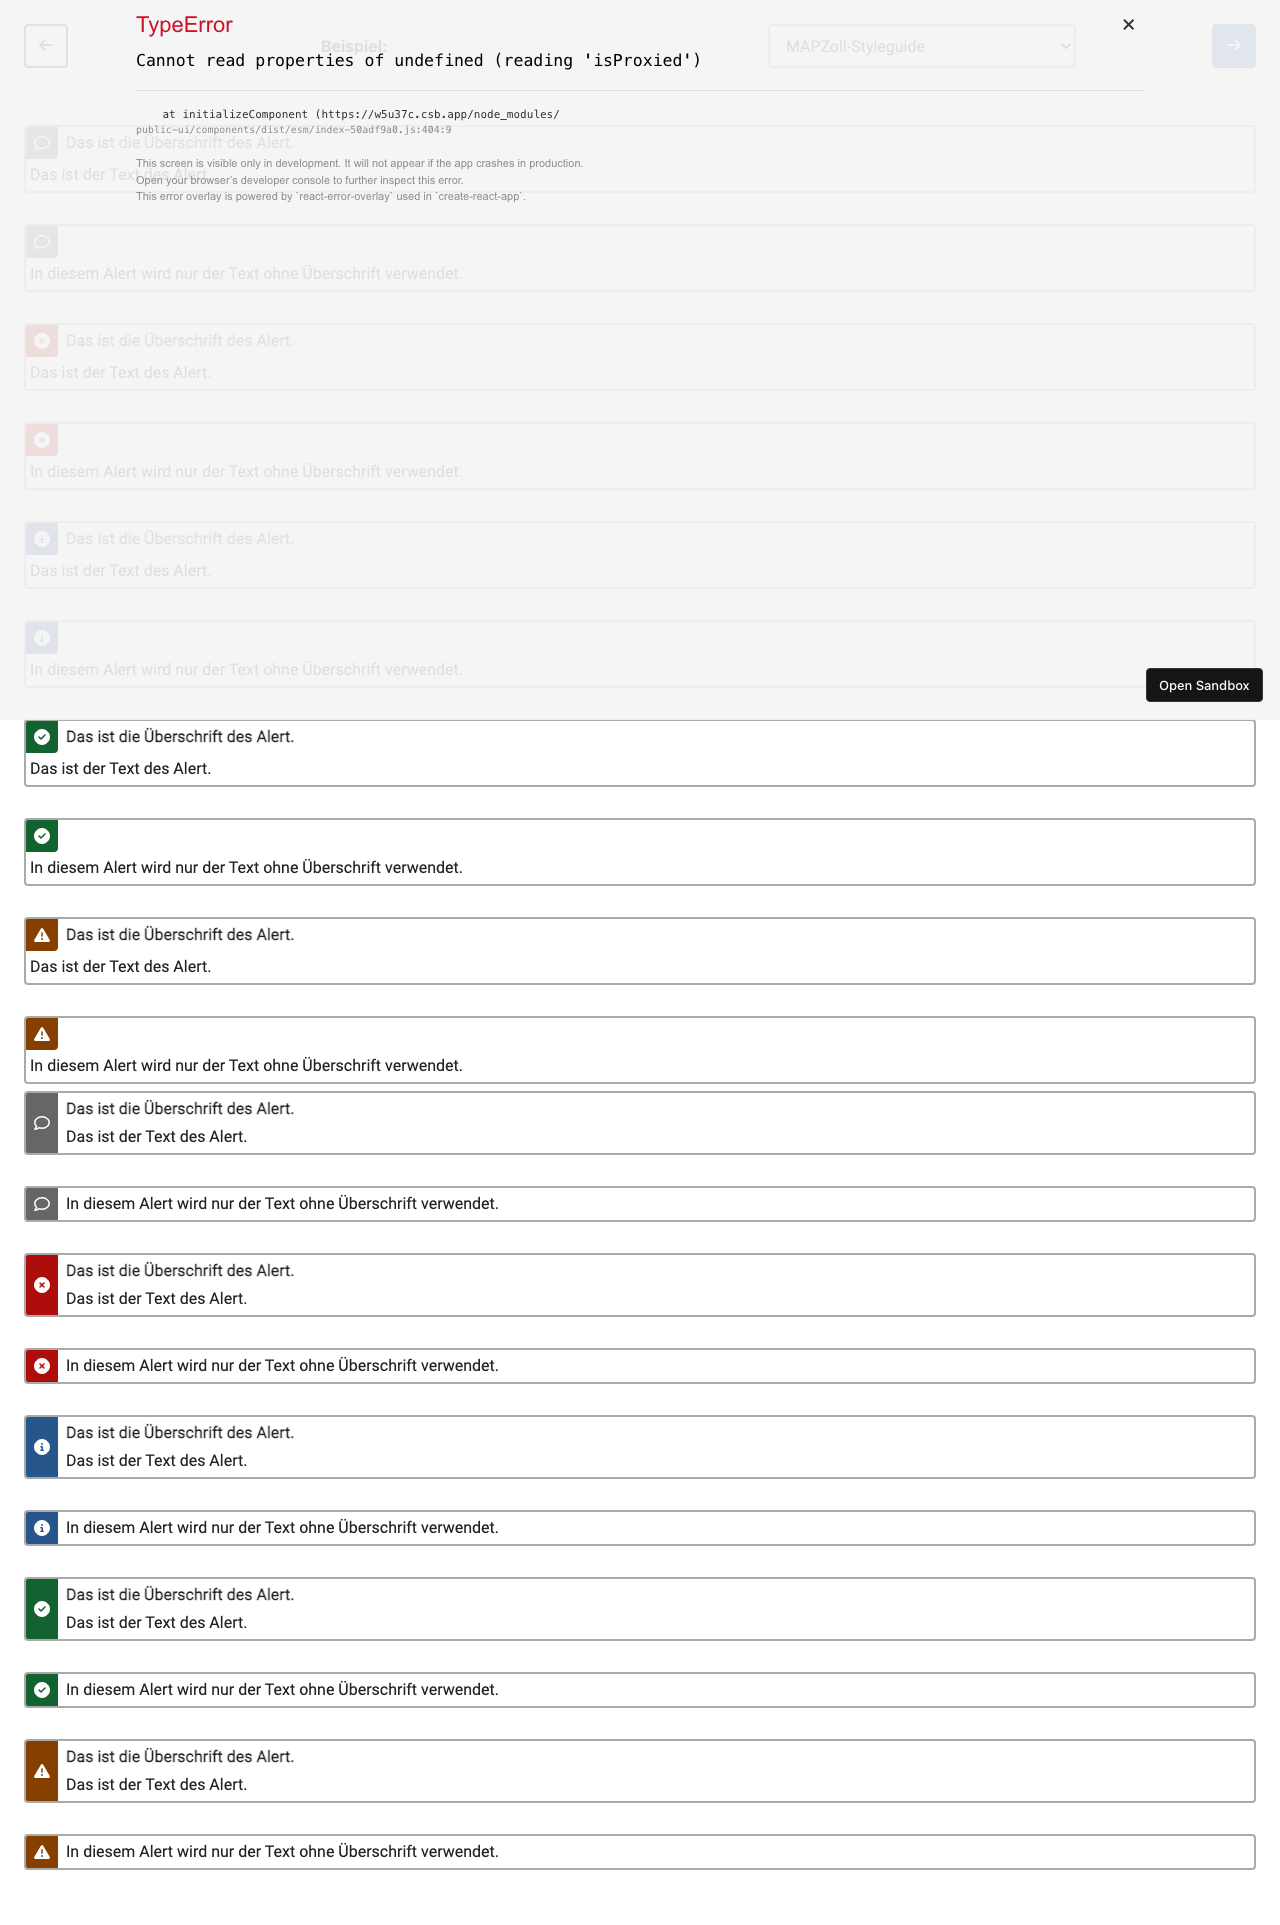 TypeError
Beispiel:
MAPZoll-Styleguide
Cannot read properties of undefined (reading 'isProxied')
at initializeComponent (https://w5u37c.csb.app/node_modules/
public-ui/components/dist/esm/index-50adf9a0.js:404:9
Das ist die Überschrift des Alert.
This screen is visible only in development. It will not appear if the app crashes in production.
Das ist der Text des Alert.
Open your browser's developer console to further inspect this error.
This error overlay is powered by `react-error-overlay` used in `create-react-app`.
In diesem Alert wird nur der Text ohne Überschrift verwendet.
Das ist die Überschrift des Alert.
Das ist der Text des Alert.
In diesem Alert wird nur der Text ohne Überschrift verwendet.
Das ist die Überschrift des Alert.
Das ist der Text des Alert.
In diesem Alert wird nur der Text ohne Überschrift verwendet.
Open Sandbox
Das ist die Überschrift des Alert.
Das ist der Text des Alert.
In diesem Alert wird nur der Text ohne Überschrift verwendet.
Das ist die Überschrift des Alert.
Das ist der Text des Alert.
In diesem Alert wird nur der Text ohne Überschrift verwendet.
Das ist die Überschrift des Alert.
Das ist der Text des Alert.
In diesem Alert wird nur der Text ohne Überschrift verwendet.
Das ist die Überschrift des Alert.
Das ist der Text des Alert.
In diesem Alert wird nur der Text ohne Überschrift verwendet.
Das ist die Überschrift des Alert.
Das ist der Text des Alert.
In diesem Alert wird nur der Text ohne Überschrift verwendet.
Das ist die Überschrift des Alert.
Das ist der Text des Alert.
In diesem Alert wird nur der Text ohne Überschrift verwendet.
Das ist die Überschrift des Alert.
Das ist der Text des Alert.
In diesem Alert wird nur der Text ohne Überschrift verwendet.